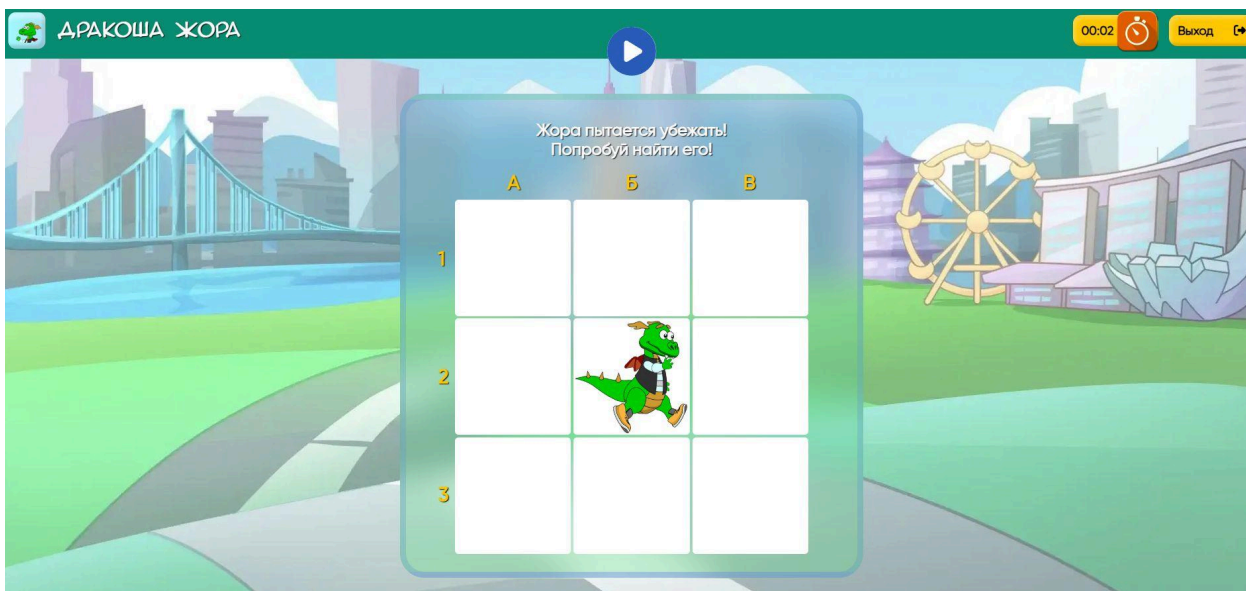 ДРАКОША ЖОРА
00:02
Выход
Жора пытается убежать!
Попробуй найти его!
А Б В
1
2
3